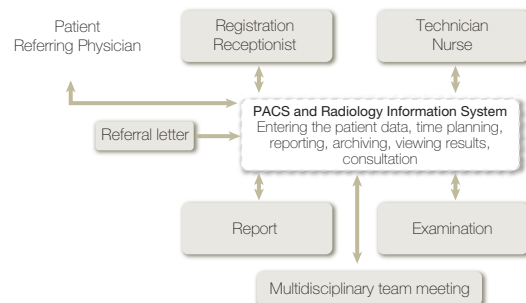 Patient
Referring Physician
Registration
Receptionist
Technician
Nurse
PACS and Radiology Information System
Entering the patient data, time planning,
reporting, archiving, viewing results,
consultation
Referral letter
Report
Examination
Multidisciplinary team meeting